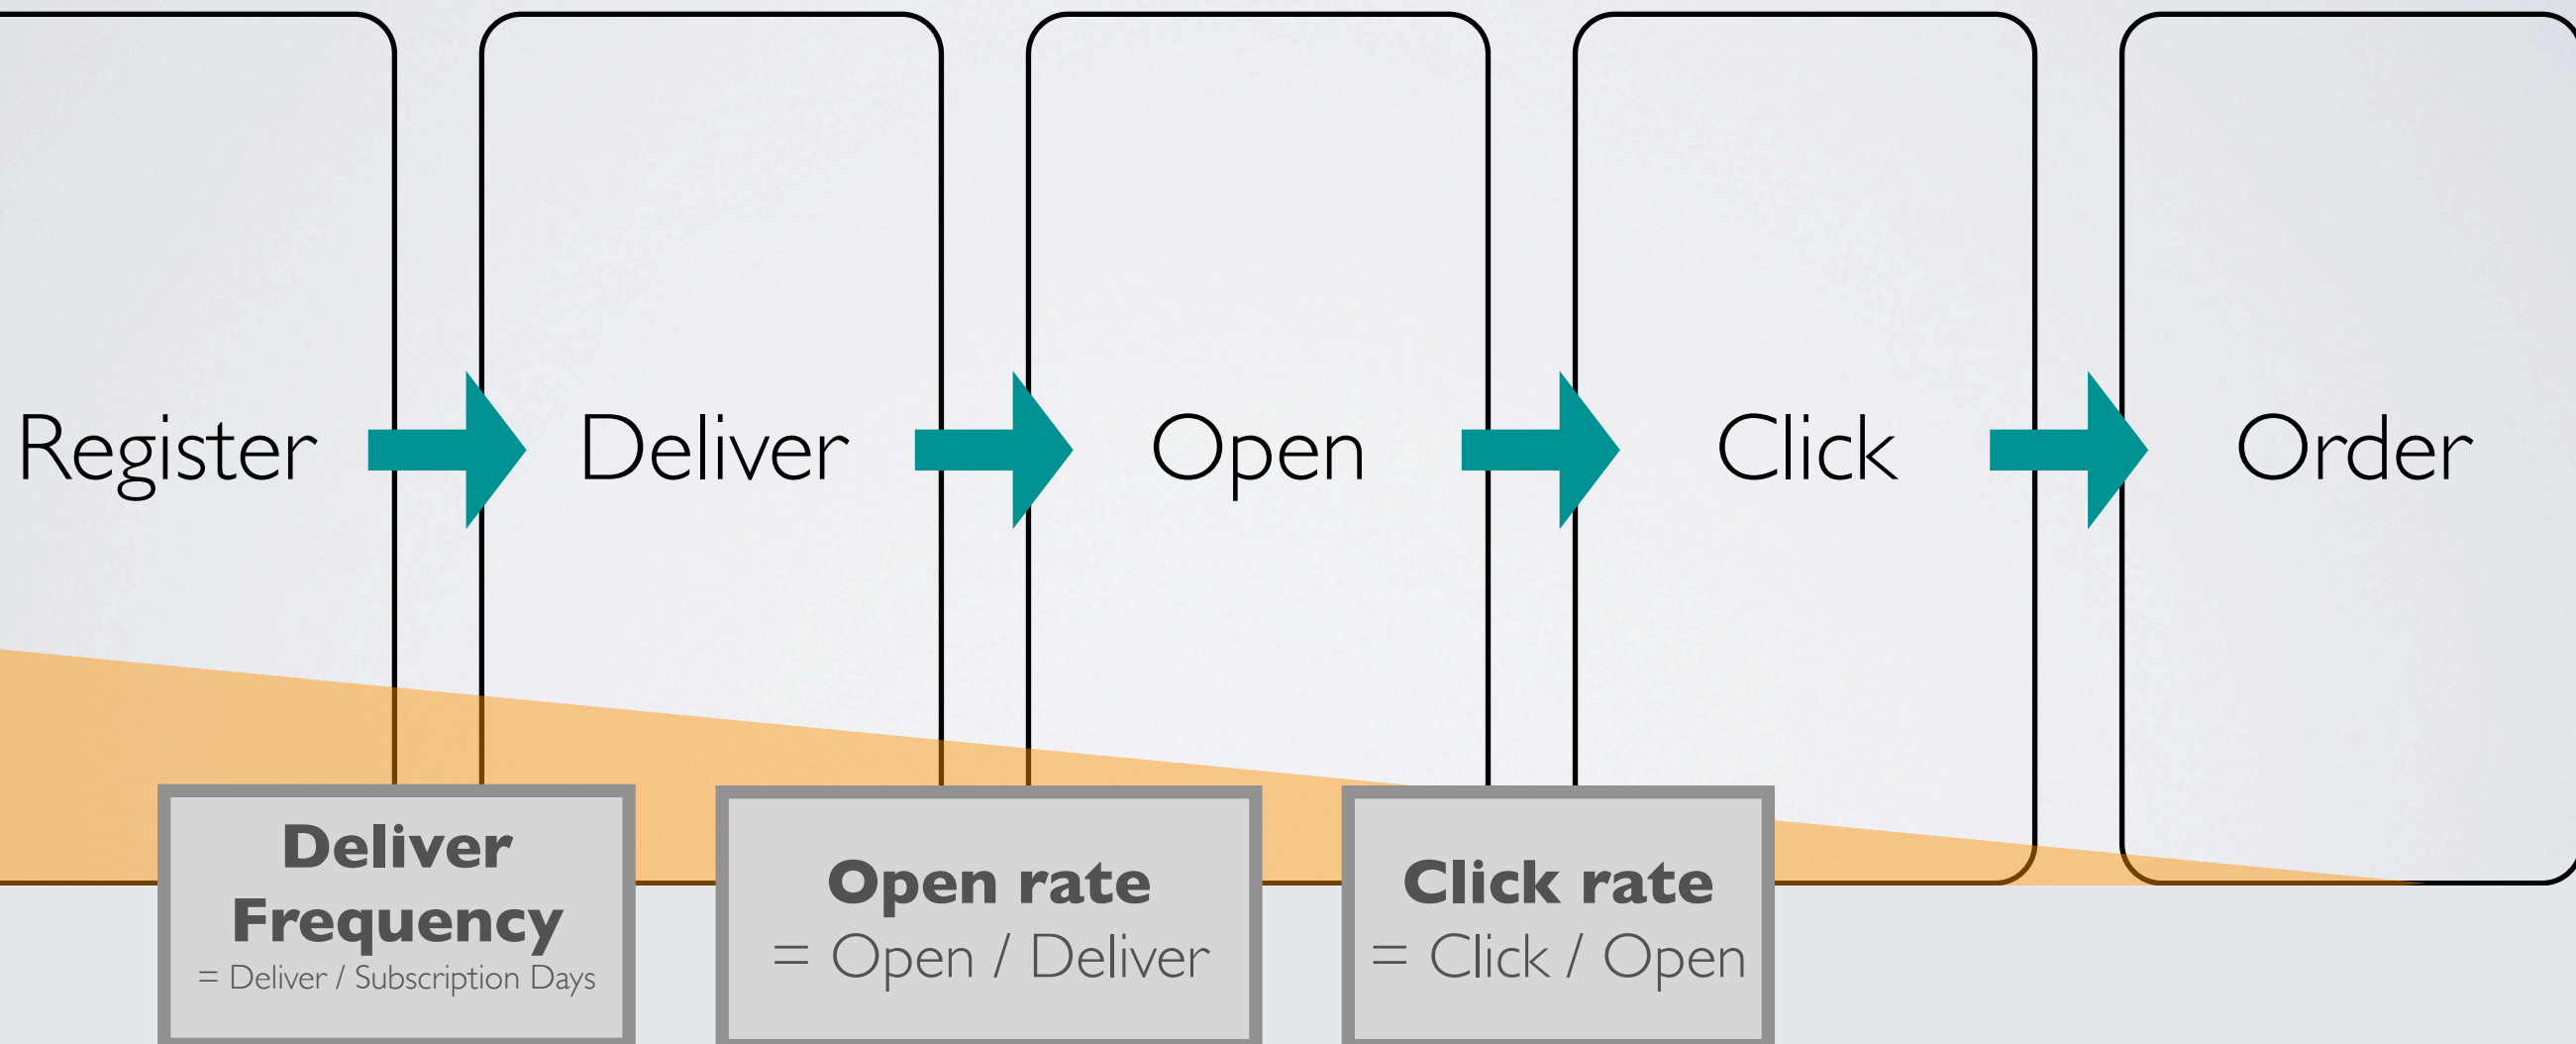 Register
Deliver
Open
Click
Order
Deliver
Frequency
= Deliver / Subscription Days
Open rate
= Open / Deliver
Click rate
= Click / Open